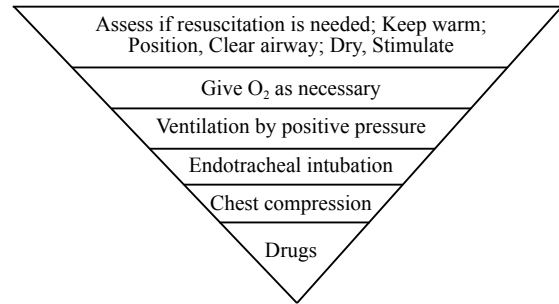 Assess if resuscitation is needed; Keep warm;
Position, Clear airway; Dry, Stimulate
Give O₂ as necessary
Ventilation by positive pressure
Endotracheal intubation
Chest compression
Drugs